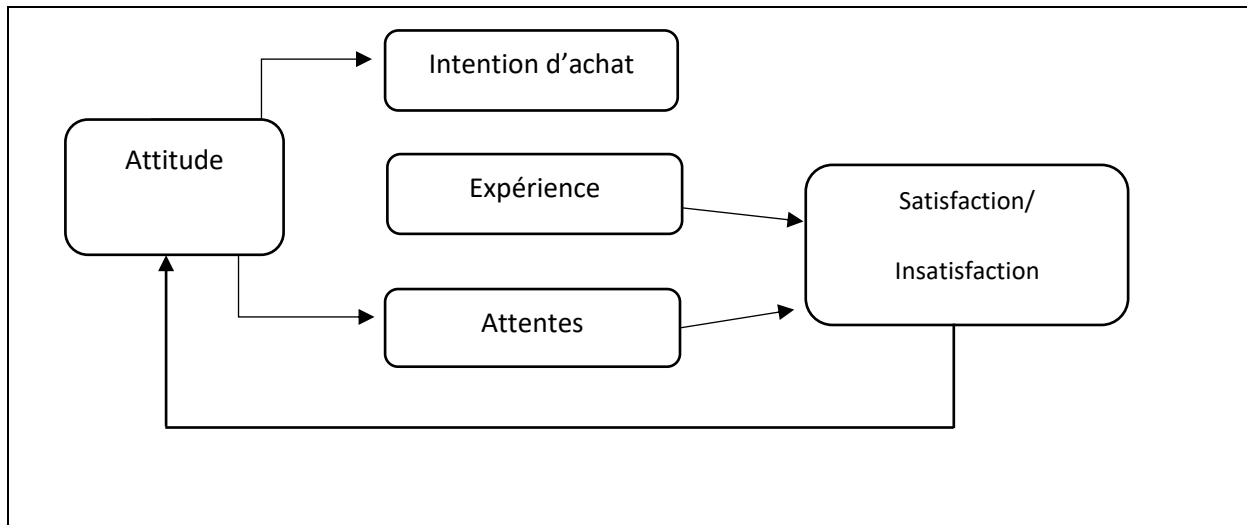 Intention d’achat
Attitude
Expérience
Satisfaction/
Insatisfaction
Attentes